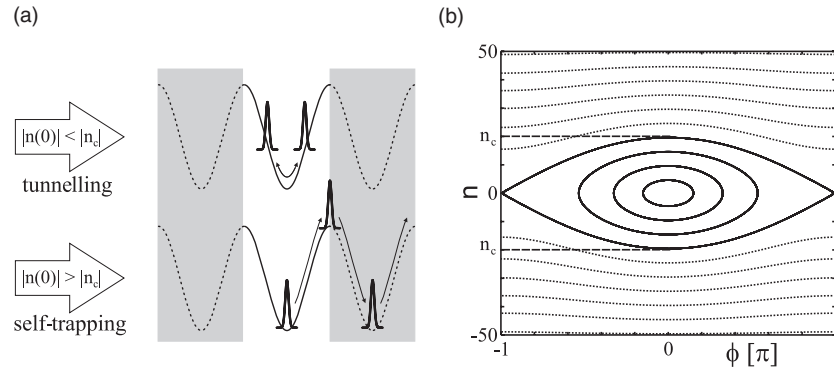 (a)
|n(0)| < |n_c|
tunnelling
|n(0)| > |n_c|
self-trapping
(b)
50
n_c
n
0
n_c
-50
-1
0
ϕ [π]